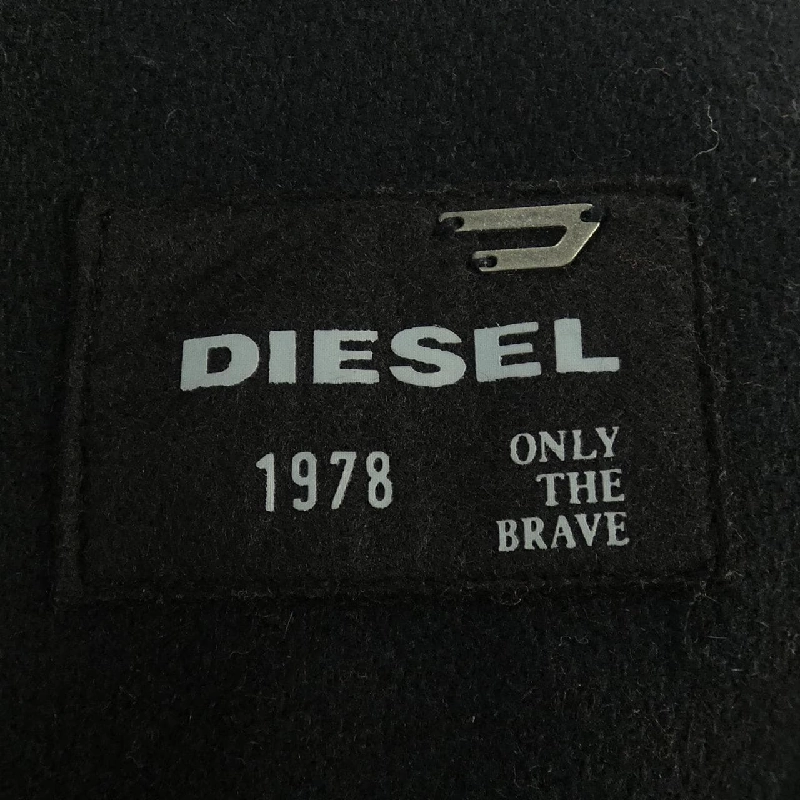 DIESEL
1978
ONLY
THE
BRAVE